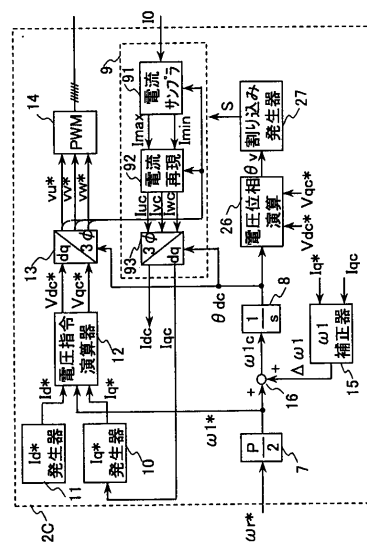 2C
ωr*
P
2
7
ω1*
Id*
発生器
11
Iq*
発生器
10
Id*
Iq*
電圧指令
演算器
12
Vdc*
Vqc*
dq
3φ
13
vu*
vv*
vw*
PWM
14
9
10
電流
サンプラ
91
Imax
Imin
電流
再現
92
Iuc
Ivc
Iwc
3φ
dq
93
Idc
Iqc
θdc
+
+
16
ω1c
1
s
8
Δω1
ω1
補正器
15
Iq*
Iqc
電圧位相
演算
26
Vdc*
Vqc*
θv
割り込み
発生器
27
S